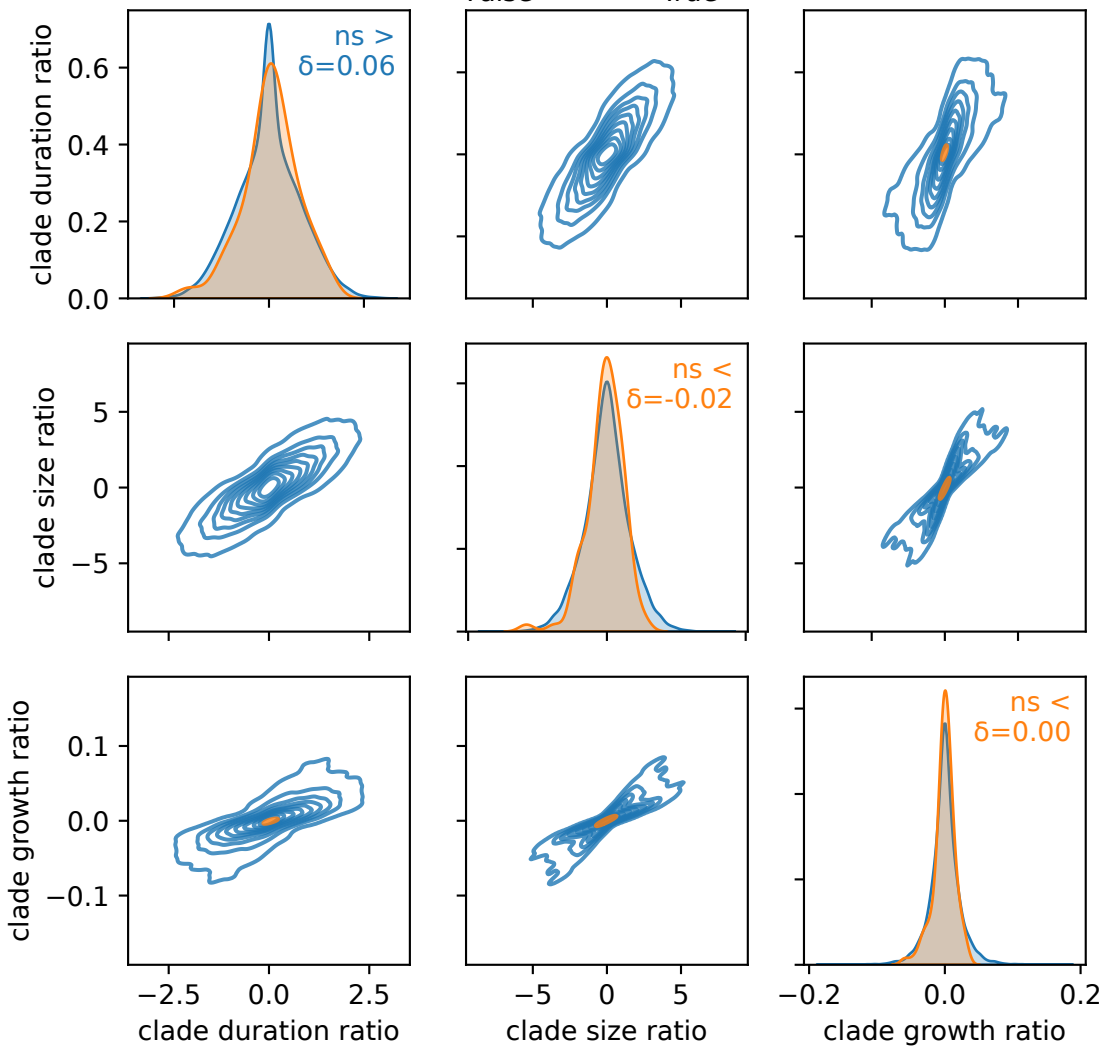 True
clade duration ratio
0.6
0.4
0.2
0.0
ns >
δ=0.06
clade size ratio
5
0
−5
ns <
δ=-0.02
clade growth ratio
0.1
0.0
−0.1
ns <
δ=0.00
−2.5
0.0
2.5
−5
0
5
−0.2
0.0
0.2
clade duration ratio
clade size ratio
clade growth ratio